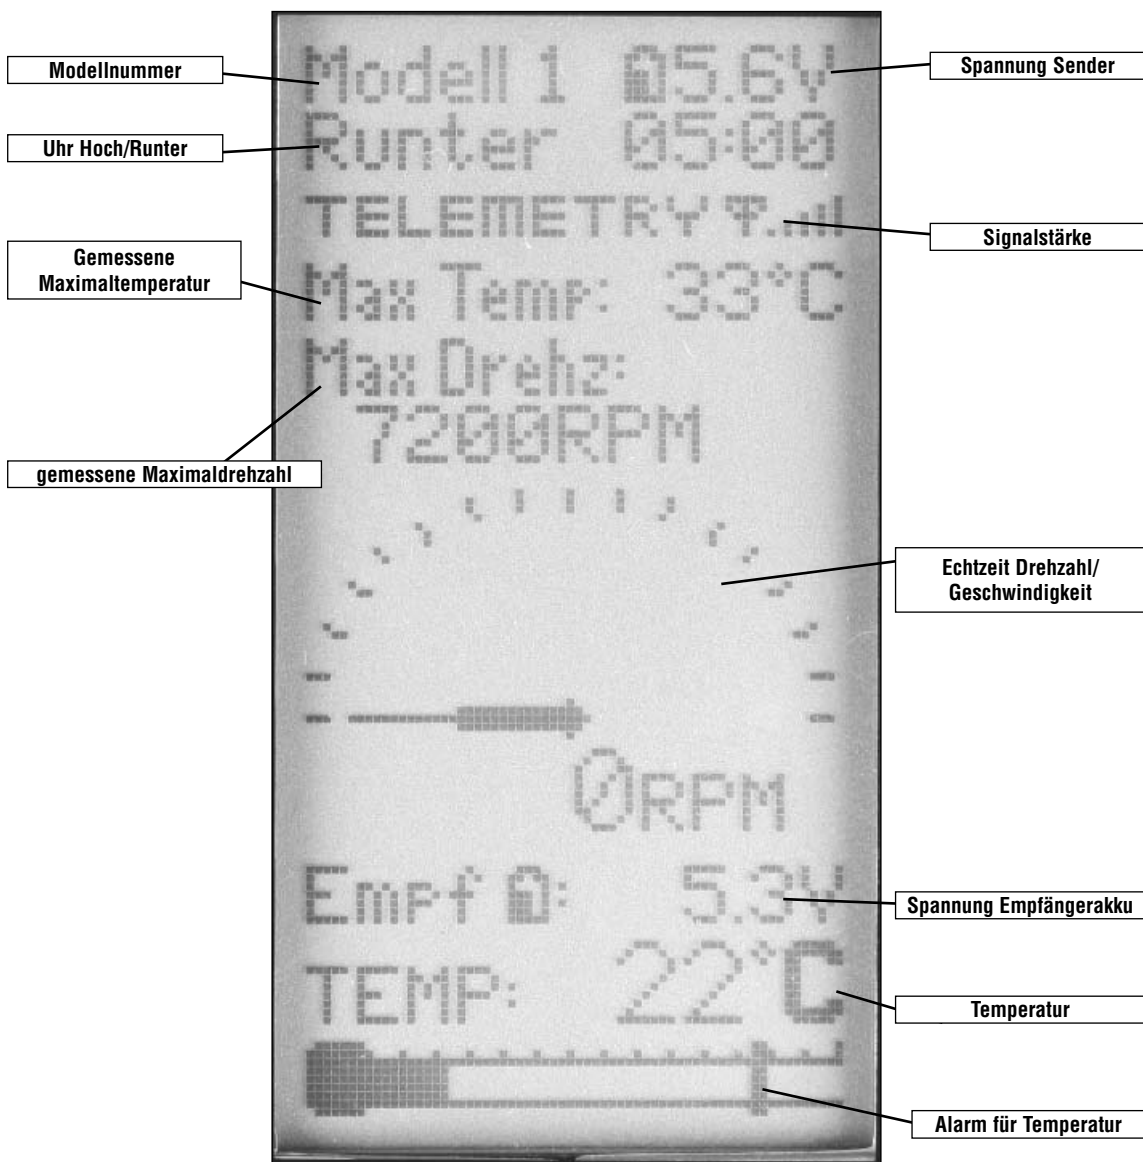 Modellnummer
Uhr Hoch/Runter
Gemessene
Maximaltemperatur
gemessene Maximaldrehzahl
Modell 1 05.6V
Runter 05:00
TELEMETRY
Max Temp: 33°C
Max Drehz:
7200RPM
0RPM
Empf : 5.3V
TEMP: 22°C
Spannung Sender
Signalstärke
Echtzeit Drehzahl/
Geschwindigkeit
Spannung Empfängerakku
Temperatur
Alarm für Temperatur